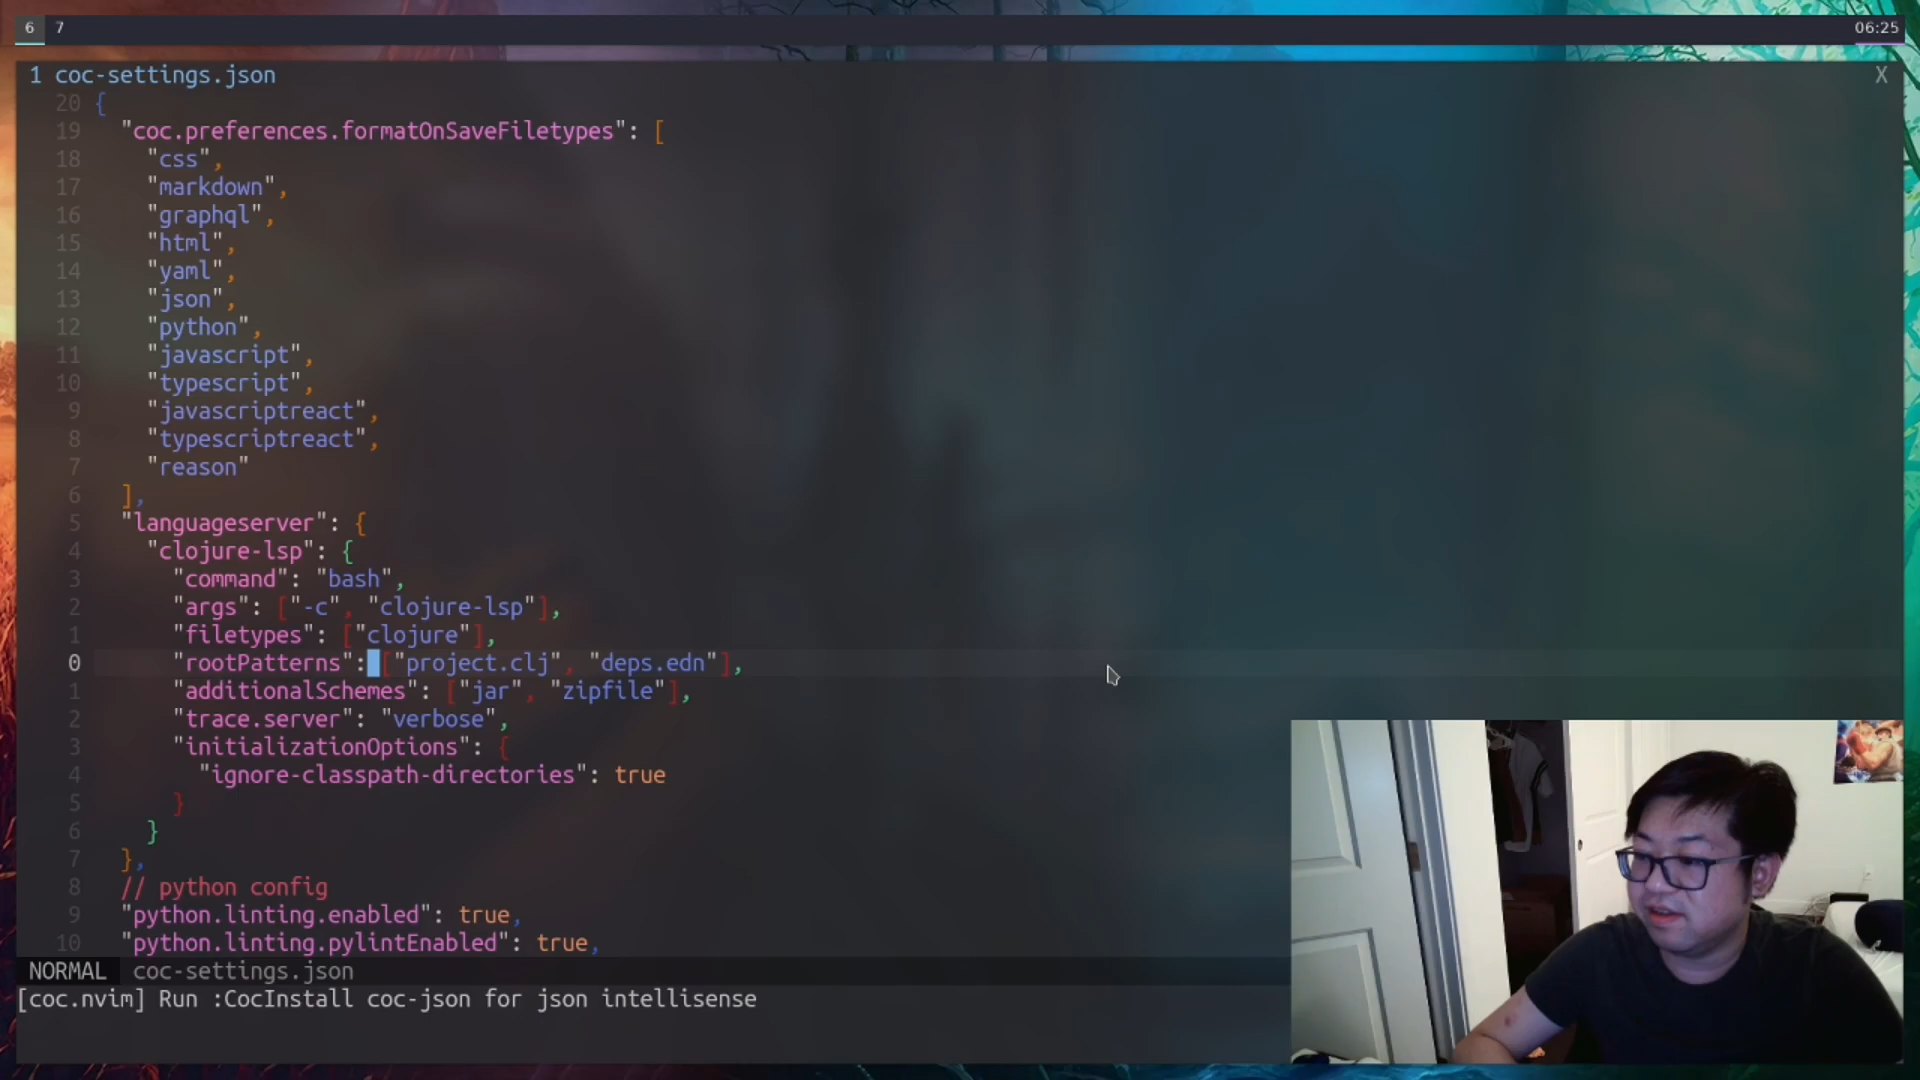 6 7 06:25
1 coc-settings.json X
20 {
19 "coc.preferences.formatOnSaveFiletypes": [
18 "css",
17 "markdown",
16 "graphql",
15 "html",
14 "yaml",
13 "json",
12 "python",
11 "javascript",
10 "typescript",
9 "javascriptreact",
8 "typescriptreact",
7 "reason"
6 ],
5 "languageserver": {
4 "clojure-lsp": {
3 "command": "bash",
2 "args": ["-c", "clojure-lsp"],
1 "filetypes": ["clojure"],
0 "rootPatterns": ["project.clj", "deps.edn"],
1 "additionalSchemes": ["jar", "zipfile"],
2 "trace.server": "verbose",
3 "initializationOptions": {
4 "ignore-classpath-directories": true
5 }
6 }
7 },
8 // python config
9 "python.linting.enabled": true,
10 "python.linting.pylintEnabled": true,
NORMAL coc-settings.json
[coc.nvim] Run :CocInstall coc-json for json intellisense